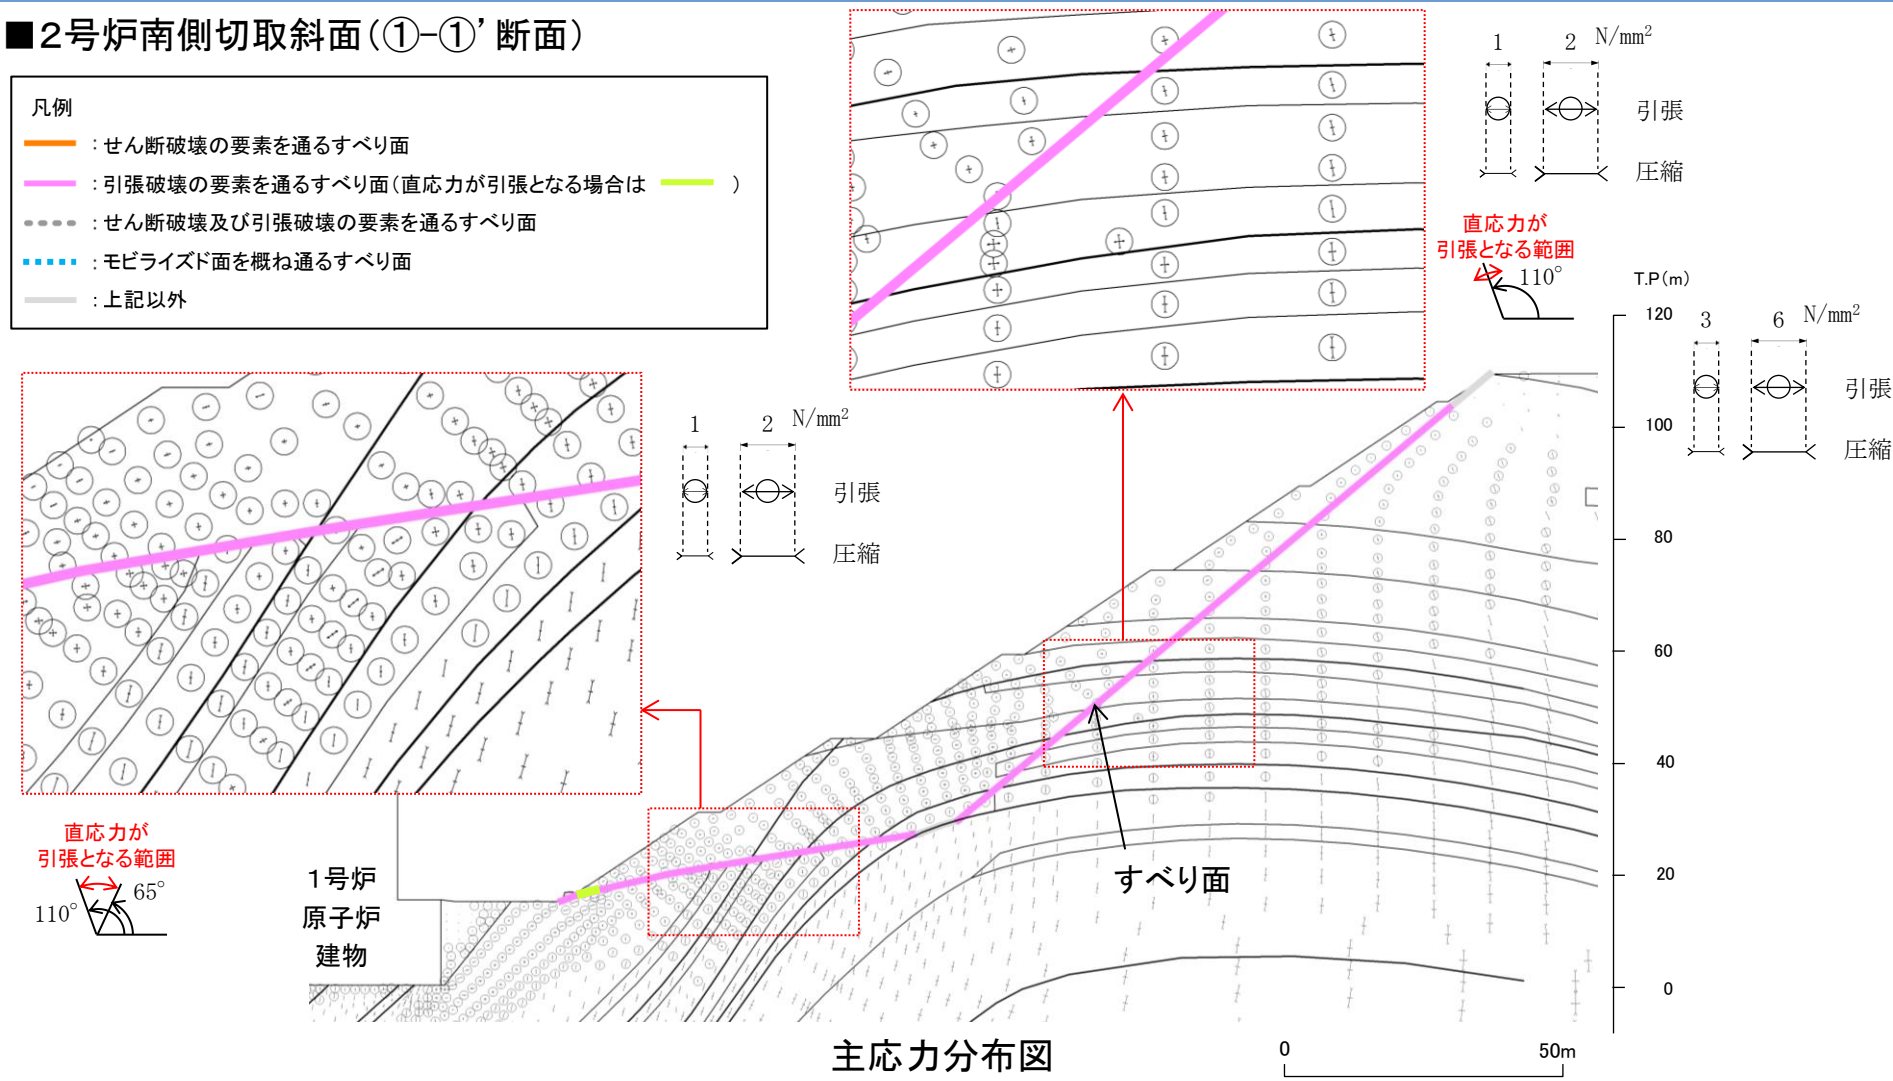 ■２号炉南側切取斜面(①-①’断面)
凡例
：せん断破壊の要素を通るすべり面
：引張破壊の要素を通るすべり面(直応力が引張となる場合は　　)
：せん断破壊及び引張破壊の要素を通るすべり面
：モビライズド面を概ね通るすべり面
：上記以外
1 2 N/mm²
引張
圧縮
直応力が
引張となる範囲
110°
T.P(m)
120
100
80
60
40
20
0
3 6 N/mm²
引張
圧縮
1 2 N/mm²
引張
圧縮
直応力が
引張となる範囲
110° 65°
1号炉
原子炉
建物
すべり面
主応力分布図
0 50m